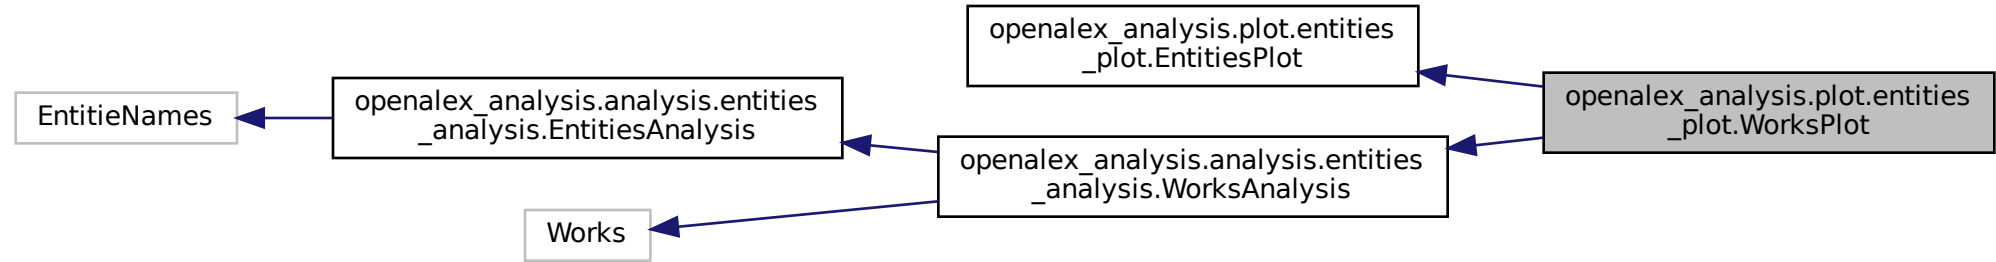 EntitieNames
openalex_analysis.analysis.entities
_analysis.EntitiesAnalysis
Works
openalex_analysis.plot.entities
_plot.EntitiesPlot
openalex_analysis.analysis.entities
_analysis.WorksAnalysis
openalex_analysis.plot.entities
_plot.WorksPlot